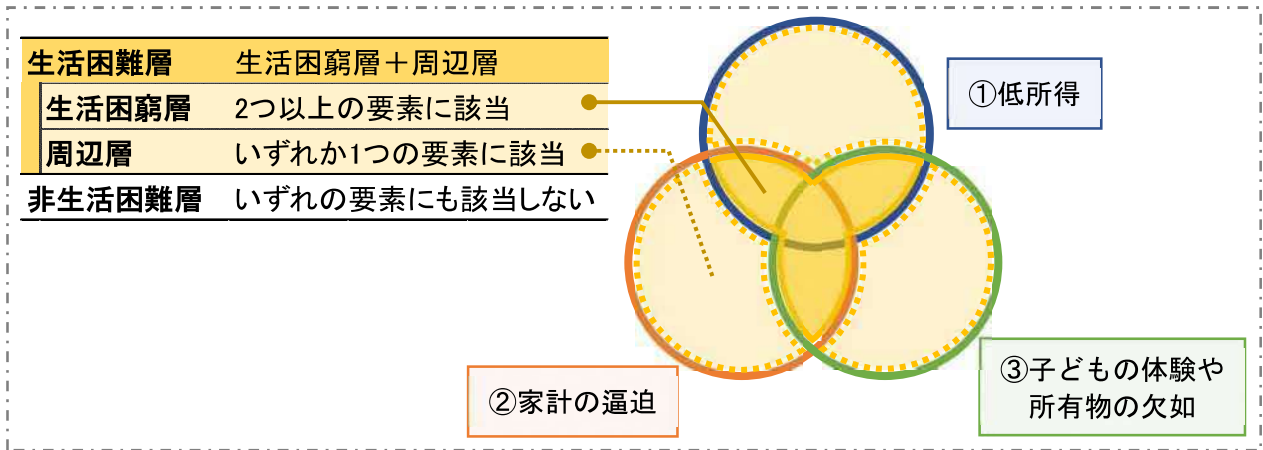 生活困難層 生活困窮層＋周辺層
生活困窮層 2つ以上の要素に該当
周辺層 いずれか1つの要素に該当
非生活困難層 いずれの要素にも該当しない
①低所得
②家計の逼迫
③子どもの体験や
所有物の欠如